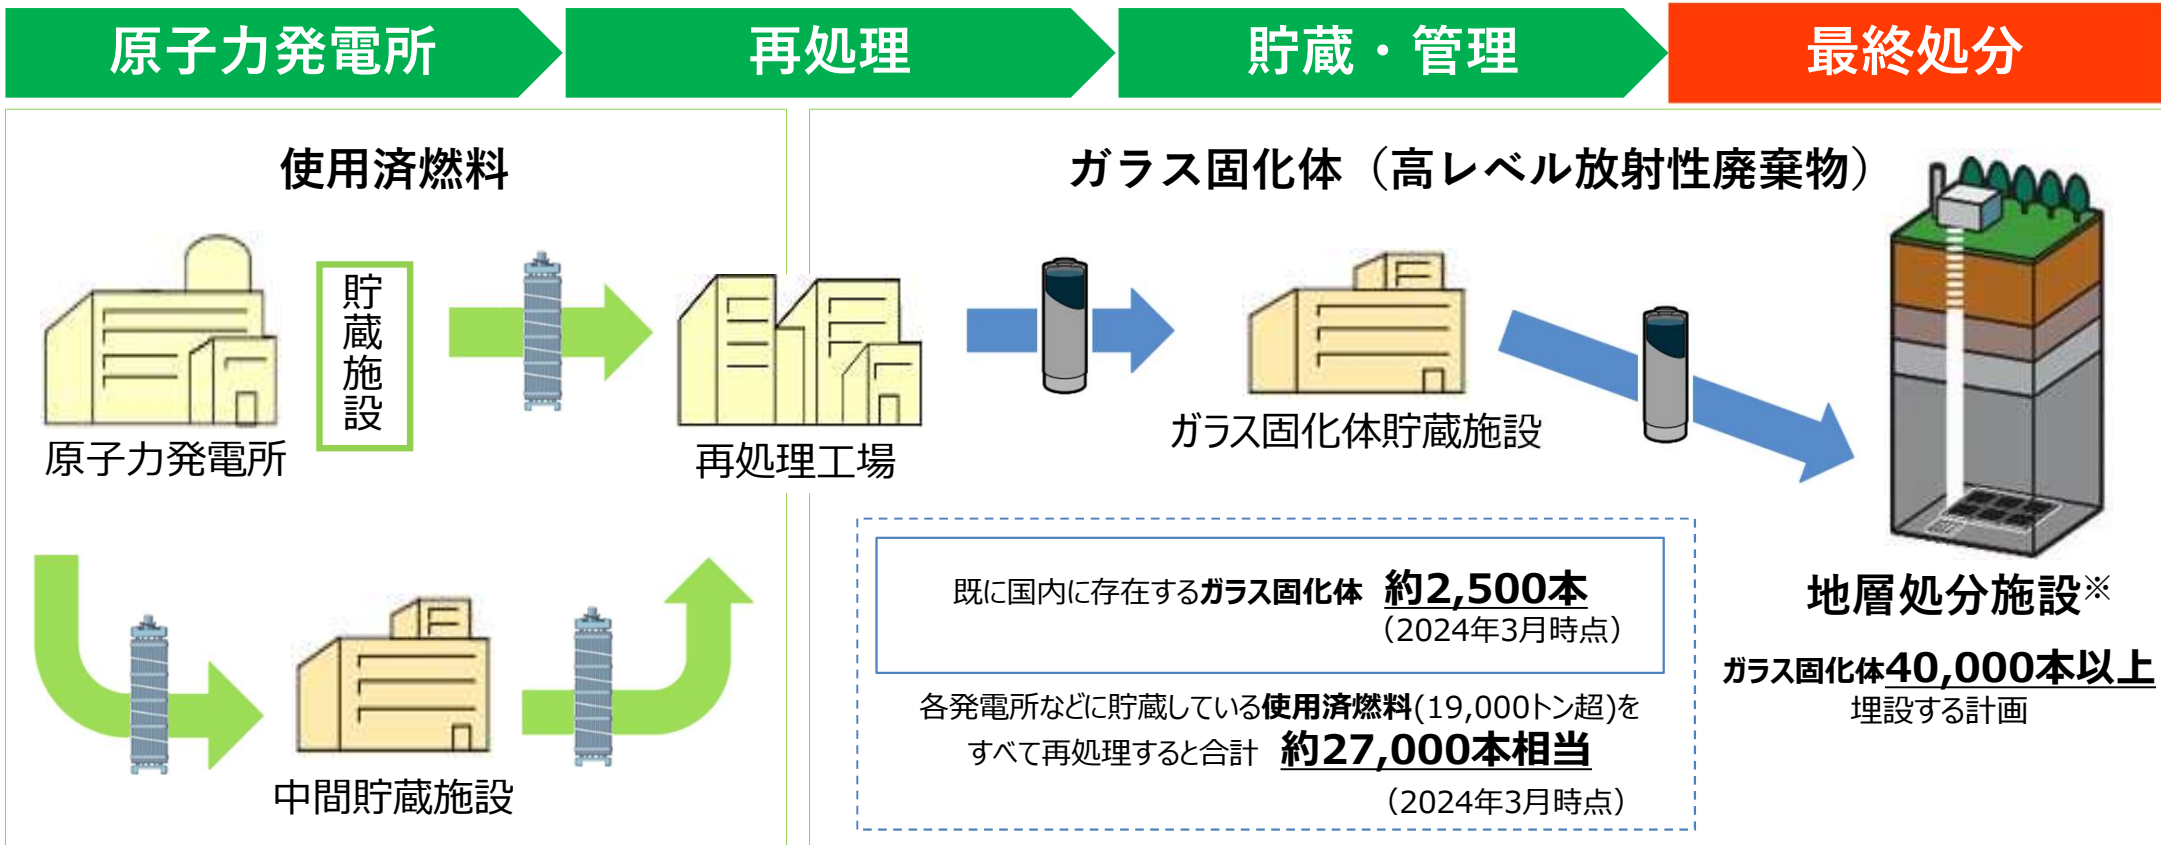 原子力発電所
再処理
貯蔵・管理
最終処分
使用済燃料
貯蔵施設
原子力発電所
再処理工場
中間貯蔵施設
ガラス固化体（高レベル放射性廃棄物）
ガラス固化体貯蔵施設
既に国内に存在するガラス固化体 約2,500本
（2024年3月時点）
各発電所などに貯蔵している使用済燃料(19,000トン超)を
すべて再処理すると合計 約27,000本相当
（2024年3月時点）
地層処分施設※
ガラス固化体40,000本以上
埋設する計画